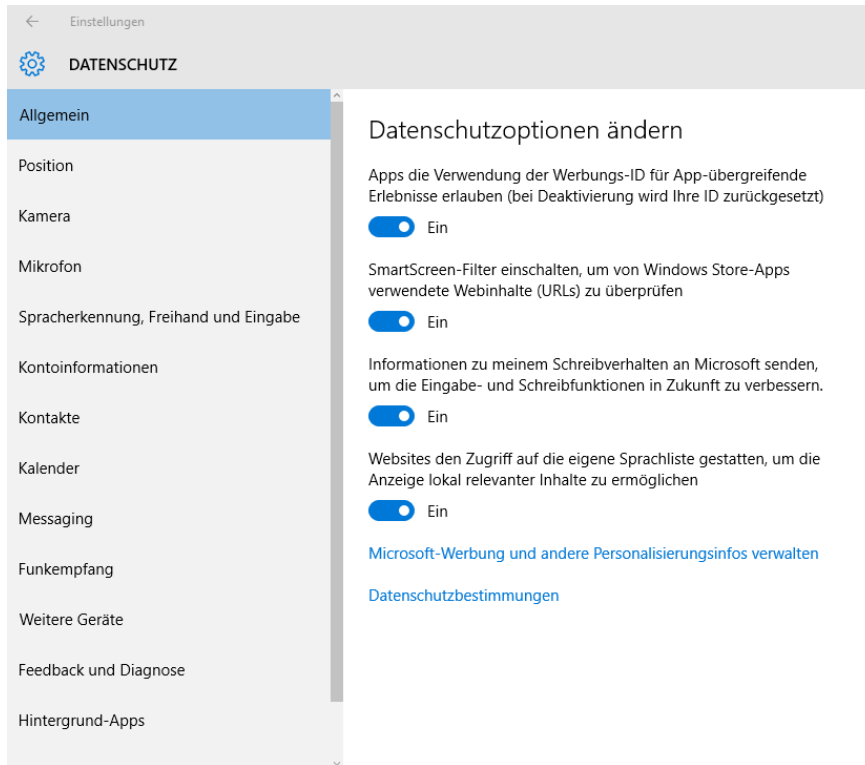 Einstellungen
DATENSCHUTZ
Allgemein
Position
Kamera
Mikrofon
Spracherkennung, Freihand und Eingabe
Kontoinformationen
Kontakte
Kalender
Messaging
Funkempfang
Weitere Geräte
Feedback und Diagnose
Hintergrund-Apps
Datenschutzoptionen ändern
Apps die Verwendung der Werbungs-ID für App-übergreifende
Erlebnisse erlauben (bei Deaktivierung wird Ihre ID zurückgesetzt)
Ein
SmartScreen-Filter einschalten, um von Windows Store-Apps
verwendete Webinhalte (URLs) zu überprüfen
Ein
Informationen zu meinem Schreibverhalten an Microsoft senden,
um die Eingabe- und Schreibfunktionen in Zukunft zu verbessern.
Ein
Websites den Zugriff auf die eigene Sprachliste gestatten, um die
Anzeige lokal relevanter Inhalte zu ermöglichen
Ein
Microsoft-Werbung und andere Personalisierungsinfos verwalten
Datenschutzbestimmungen